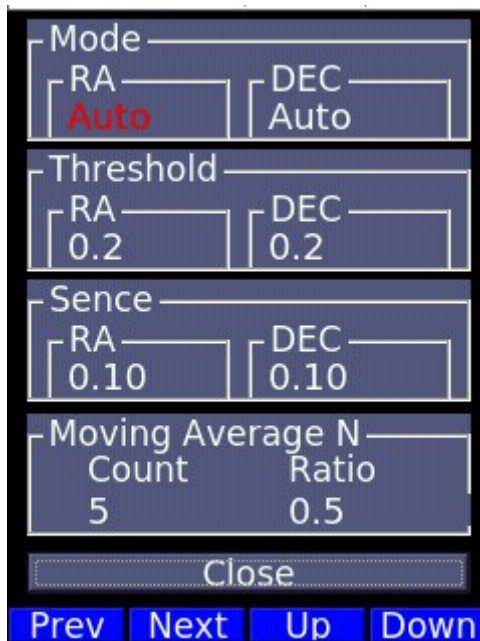 Mode
RA DEC
Auto Auto
Threshold
RA DEC
0.2 0.2
Sence
RA DEC
0.10 0.10
Moving Average N
Count Ratio
5 0.5
Close
Prev Next Up Down